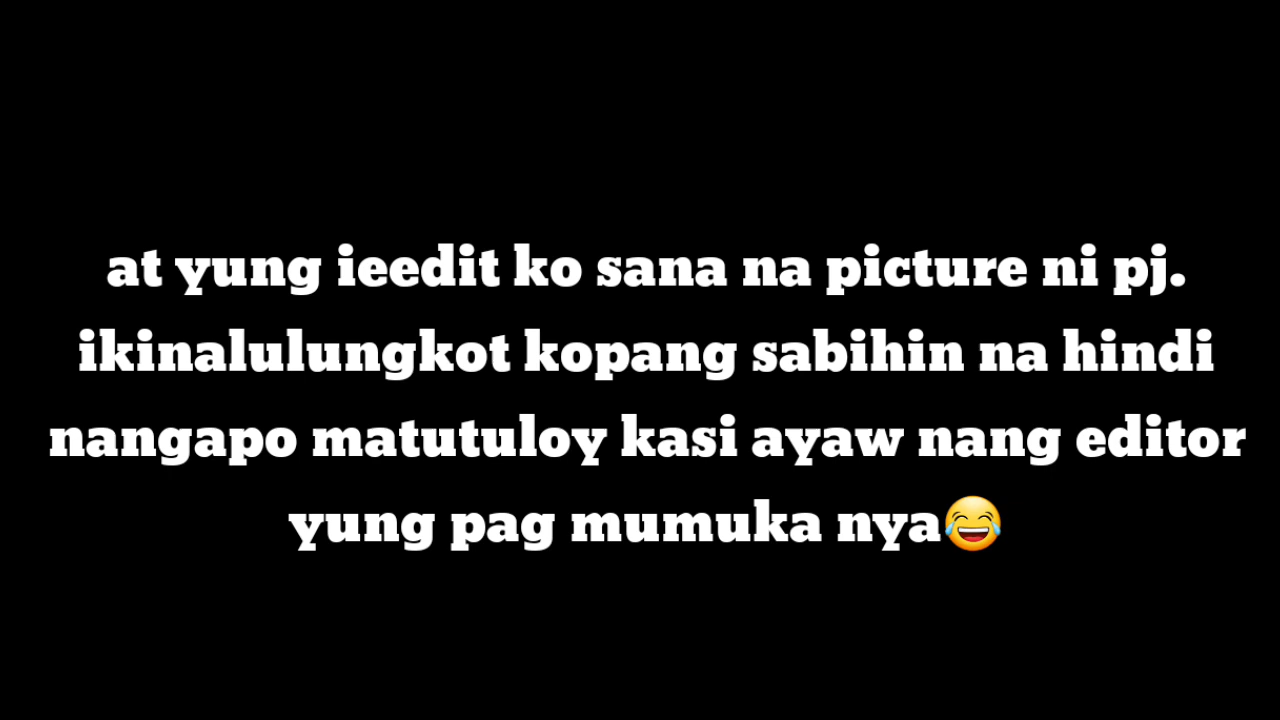 at yung ieedit ko sana na picture ni pj.
ikinalulungkot kopang sabihin na hindi
nangapo matutuloy kasi ayaw nang editor
yung pag mumuka nya😂